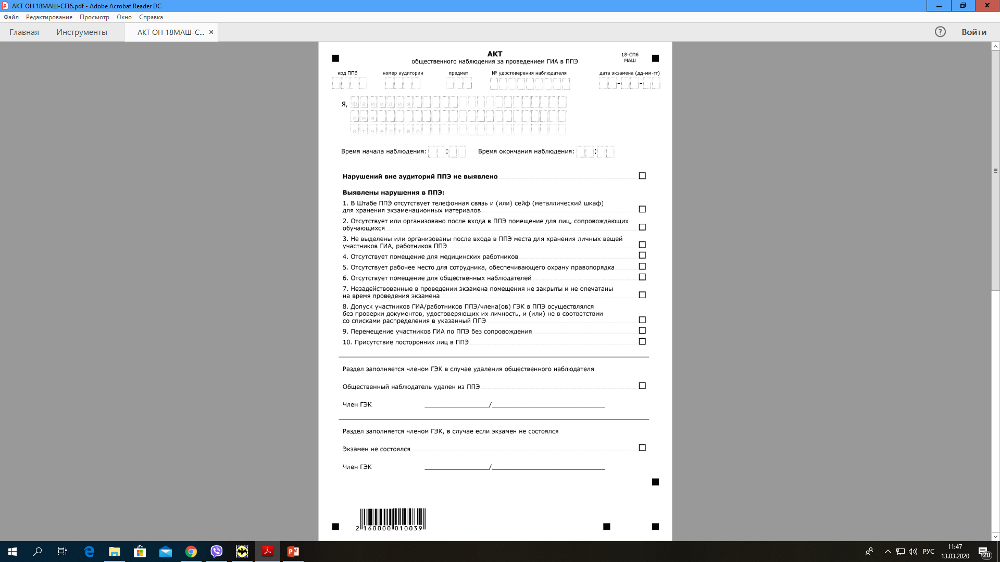 АКТ ОН 18МАШ-СПб.pdf - Adobe Acrobat Reader DC
Файл Редактирование Просмотр Окно Справка
Главная Инструменты АКТ ОН 18МАШ-С... × ? Войти
АКТ
общественного наблюдения за проведением ГИА в ППЭ
18-СПб
МАШ
код ППЭ номер аудитории предмет № удостоверения наблюдателя дата экзамена (дд-мм-гг)
- -
Я, фамилия
имя
отчество
Время начала наблюдения: : Время окончания наблюдения: :
Нарушений вне аудиторий ППЭ не выявлено
Выявлены нарушения в ППЭ:
1. В Штабе ППЭ отсутствует телефонная связь и (или) сейф (металлический шкаф)
для хранения экзаменационных материалов
2. Отсутствует или организовано после входа в ППЭ помещение для лиц, сопровождающих
обучающихся
3. Не выделены или организованы после входа в ППЭ места для хранения личных вещей
участников ГИА, работников ППЭ
4. Отсутствует помещение для медицинских работников
5. Отсутствует рабочее место для сотрудника, обеспечивающего охрану правопорядка
6. Отсутствует помещение для общественных наблюдателей
7. Незадействованные в проведении экзамена помещения не закрыты и не опечатаны
на время проведения экзамена
8. Допуск участников ГИА/работников ППЭ/члена(ов) ГЭК в ППЭ осуществлялся
без проверки документов, удостоверяющих их личность, и (или) не в соответствии
со списками распределения в указанный ППЭ
9. Перемещение участников ГИА по ППЭ без сопровождения
10. Присутствие посторонних лиц в ППЭ
Раздел заполняется членом ГЭК в случае удаления общественного наблюдателя
Общественный наблюдатель удален из ППЭ
Член ГЭК ________________/____________________________
Раздел заполняется членом ГЭК, в случае если экзамен не состоялся
Экзамен не состоялся
Член ГЭК ________________/____________________________
2 160000 010039
РУС 11:47
13.03.2020 20